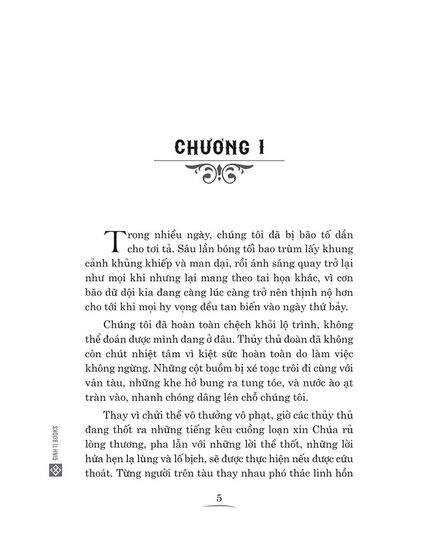 CHƯƠNG I
Trong nhiều ngày, chúng tôi đã bị bão tố dần
cho tơi tả. Sáu lần bóng tối bao trùm lấy khung
cảnh khủng khiếp và man dại, rồi ánh sáng quay trở lại
như mọi khi nhưng lại mang theo tai họa khác, vì cơn
bão dữ dội kia đang càng lúc càng trở nên thịnh nộ hơn
cho tới khi mọi hy vọng đều tan biến vào ngày thứ bảy.
Chúng tôi đã hoàn toàn chệch khỏi lộ trình, không
thể đoán được mình đang ở đâu. Thủy thủ đoàn đã không
còn chút nhiệt tâm vì kiệt sức hoàn toàn do làm việc
không ngừng. Những cột buồm bị xé toạc trôi đi cùng với
ván tàu, những khe hở bung ra tung tóe, và nước ào ạt
tràn vào, nhanh chóng dâng lên chỗ chúng tôi.
Thay vì chửi thề vô thưởng vô phạt, giờ các thủy thủ
đang thốt ra những tiếng kêu cuồng loạn xin Chúa rủ
lòng thương, pha lẫn với những lời thề thốt, những lời
hứa hẹn lạ lùng và lố bịch, sẽ được thực hiện nếu được cứu
thoát. Từng người trên tàu thay nhau phó thác linh hồn
5
ĐINH TỊ BOOKS